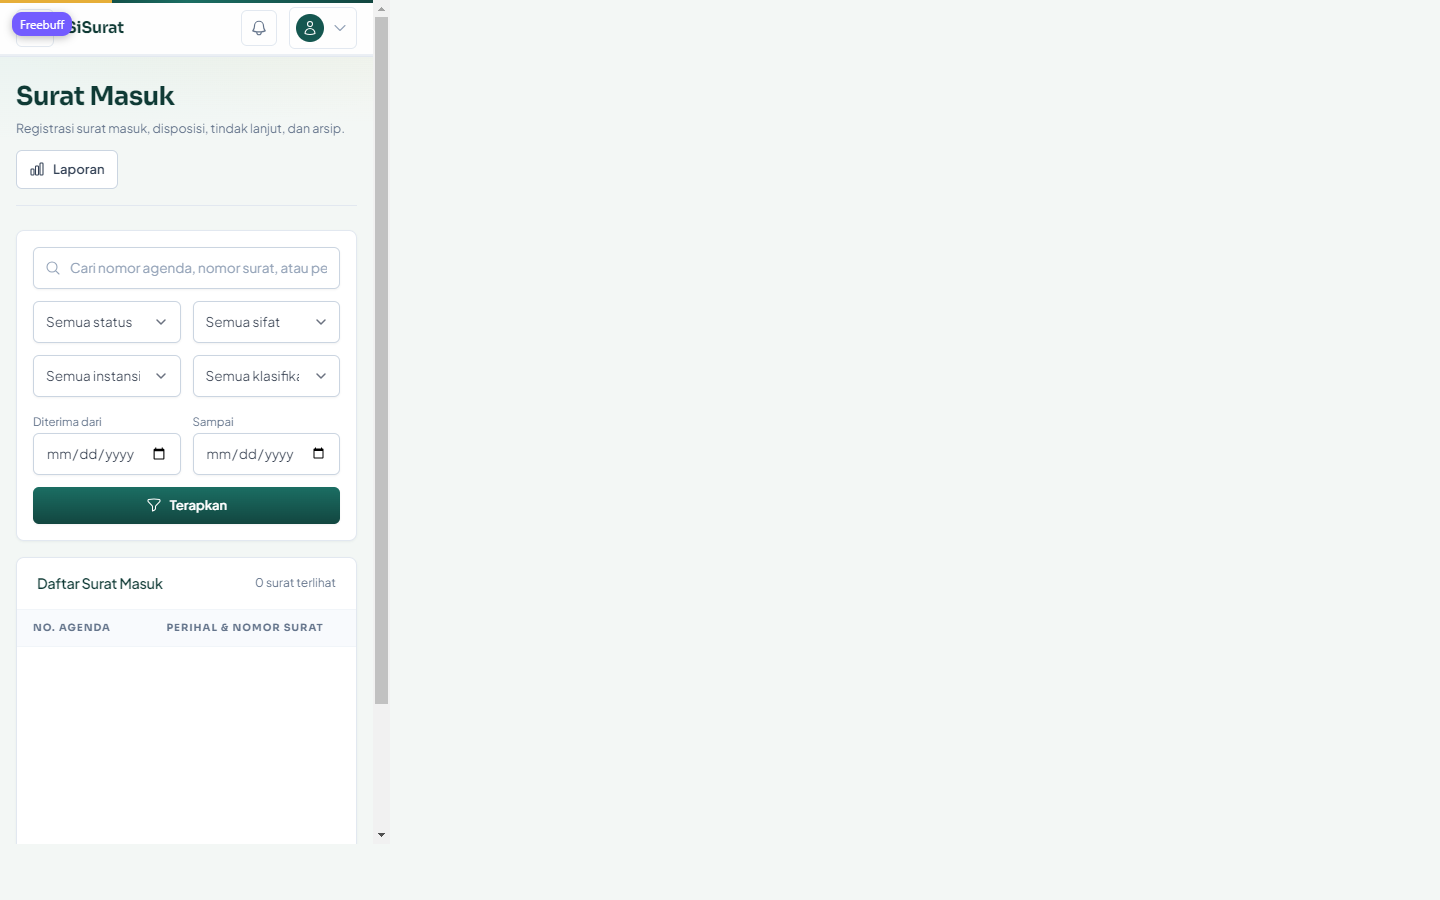 Freebuff
SiSurat
Surat Masuk
Registrasi surat masuk, disposisi, tindak lanjut, dan arsip.
Laporan
Cari nomor agenda, nomor surat, atau pe
Semua status
Semua sifat
Semua instansi
Semua klasifika
Diterima dari
Sampai
mm/dd/yyyy
mm/dd/yyyy
Terapkan
Daftar Surat Masuk
0 surat terlihat
NO. AGENDA
PERIHAL & NOMOR SURAT